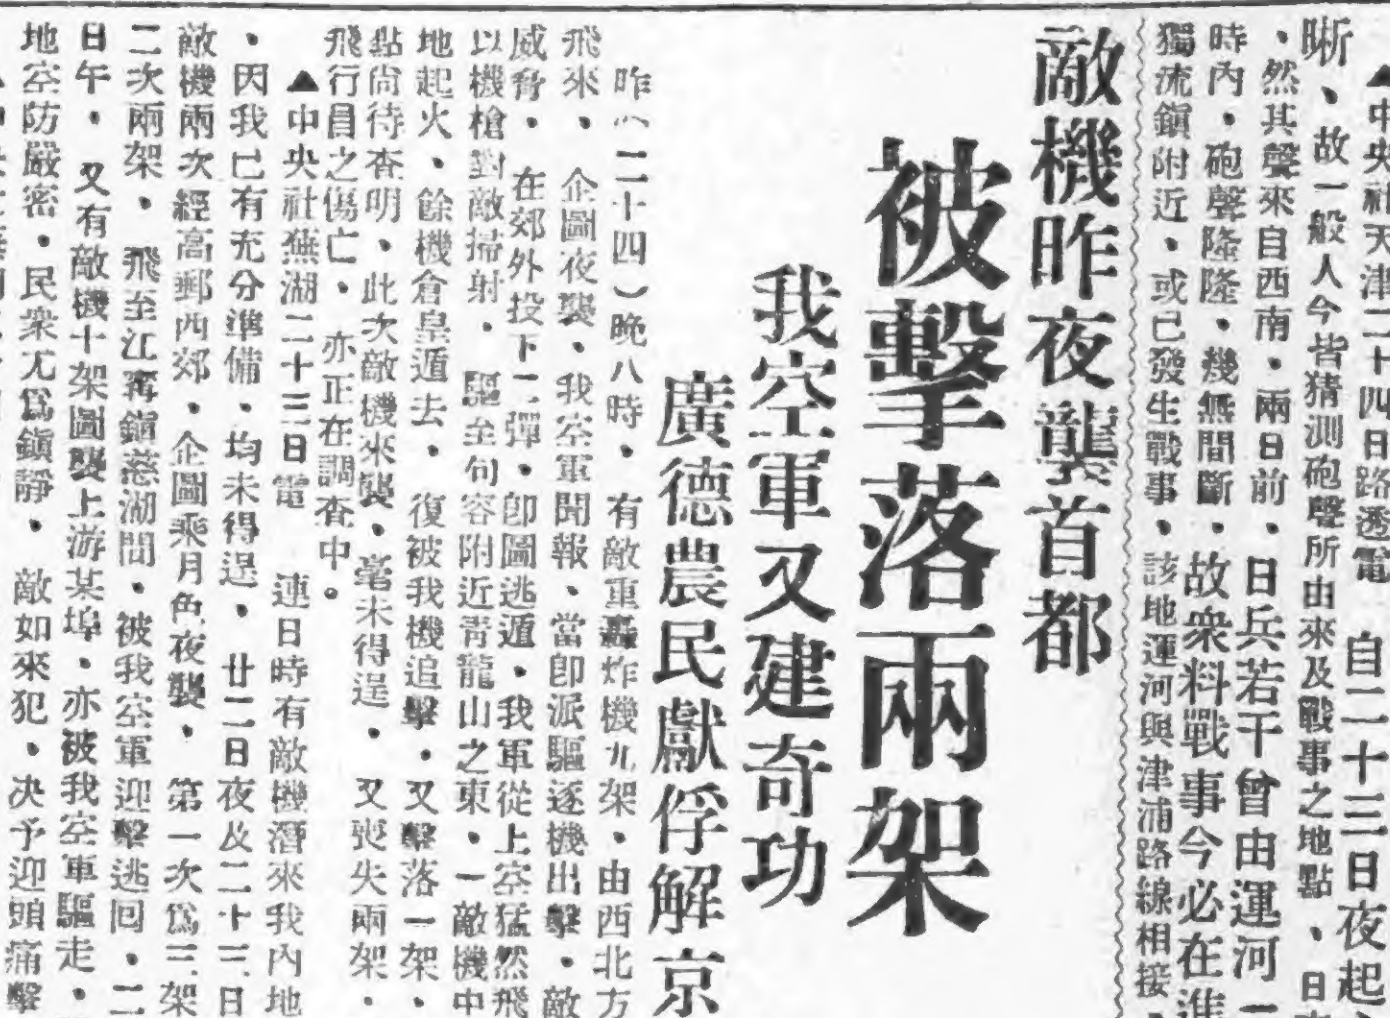 ▲中央社天津二十四日路透電　自二十三日夜起、
晰、故一般人今皆猜測砲聲所由來及戰事之地點、日
、然其聲來自西南、兩日前、日兵若干曾由運河一
時內、砲聲隆隆、幾無間斷、故衆料戰事今必在進
獨流鎮附近、或已發生戰事、該地運河與津浦路線相接
敵機昨夜襲首都
被擊落兩架
我空軍又建奇功
廣德農民獻俘解京
昨（二十四）晚八時、有敵重轟炸機九架、由西北方
飛來、企圖夜襲、我空軍聞報、當卽派驅逐機出擊、敵
威脅、在郊外投下一二彈、卽圖逃遁、我軍從上空猛然飛
以機槍對敵掃射、驅至句容附近靑龍山之東、一敵機中
地起火、餘機倉皇遁去、復被我機追擊、又擊落一架、
點尙待查明、此次敵機來襲、毫未得逞、又喪失兩架、
飛行員之傷亡、亦正在調查中。
▲中央社蕪湖二十三日電　連日時有敵機潛來我內地
、因我已有充分準備、均未得逞、廿二日夜及二十三日
敵機兩次經高郵西郊、企圖乘月色夜襲、第一次爲三架
二次兩架、飛至江寗鎭慈湖間、被我空軍迎擊逃回、二
日午、又有敵機十架圖襲上游某埠、亦被我空軍驅走、
地空防嚴密、民衆尤爲鎭靜、敵如來犯、决予迎頭痛擊